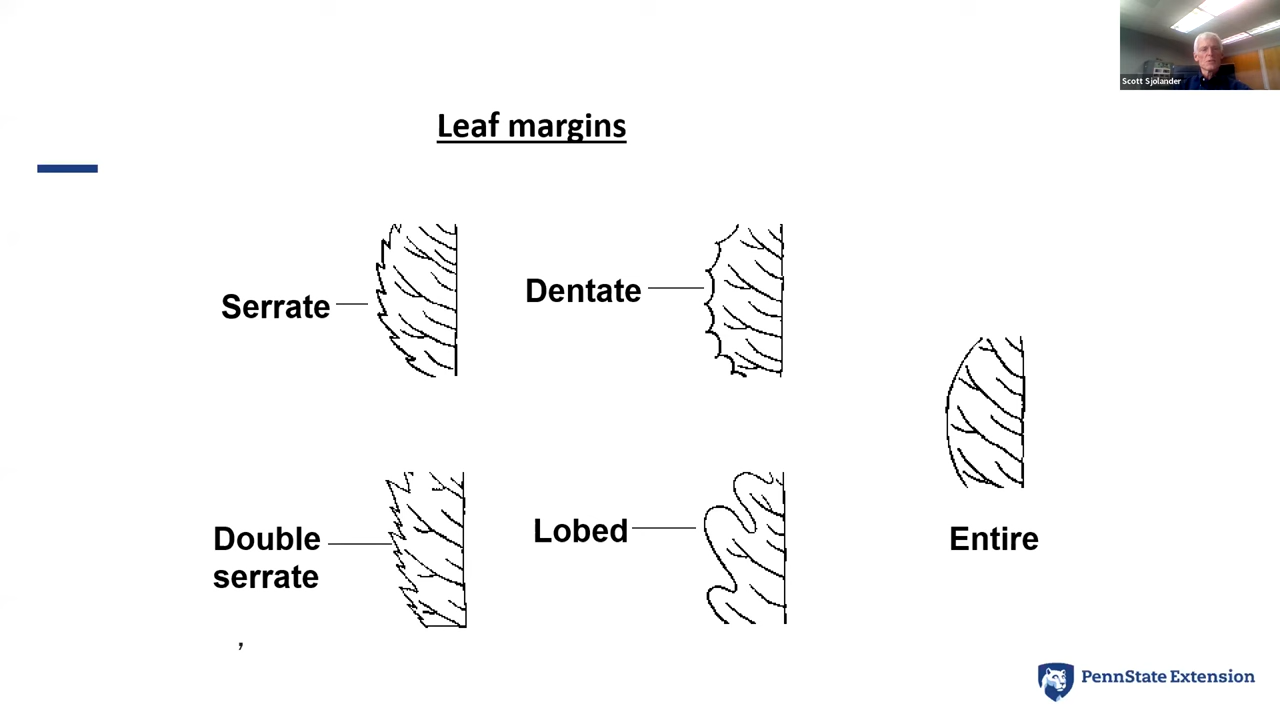 Scott Sjolander
Leaf margins
Serrate
Dentate
Double
serrate
Lobed
Entire
,
PennState Extension